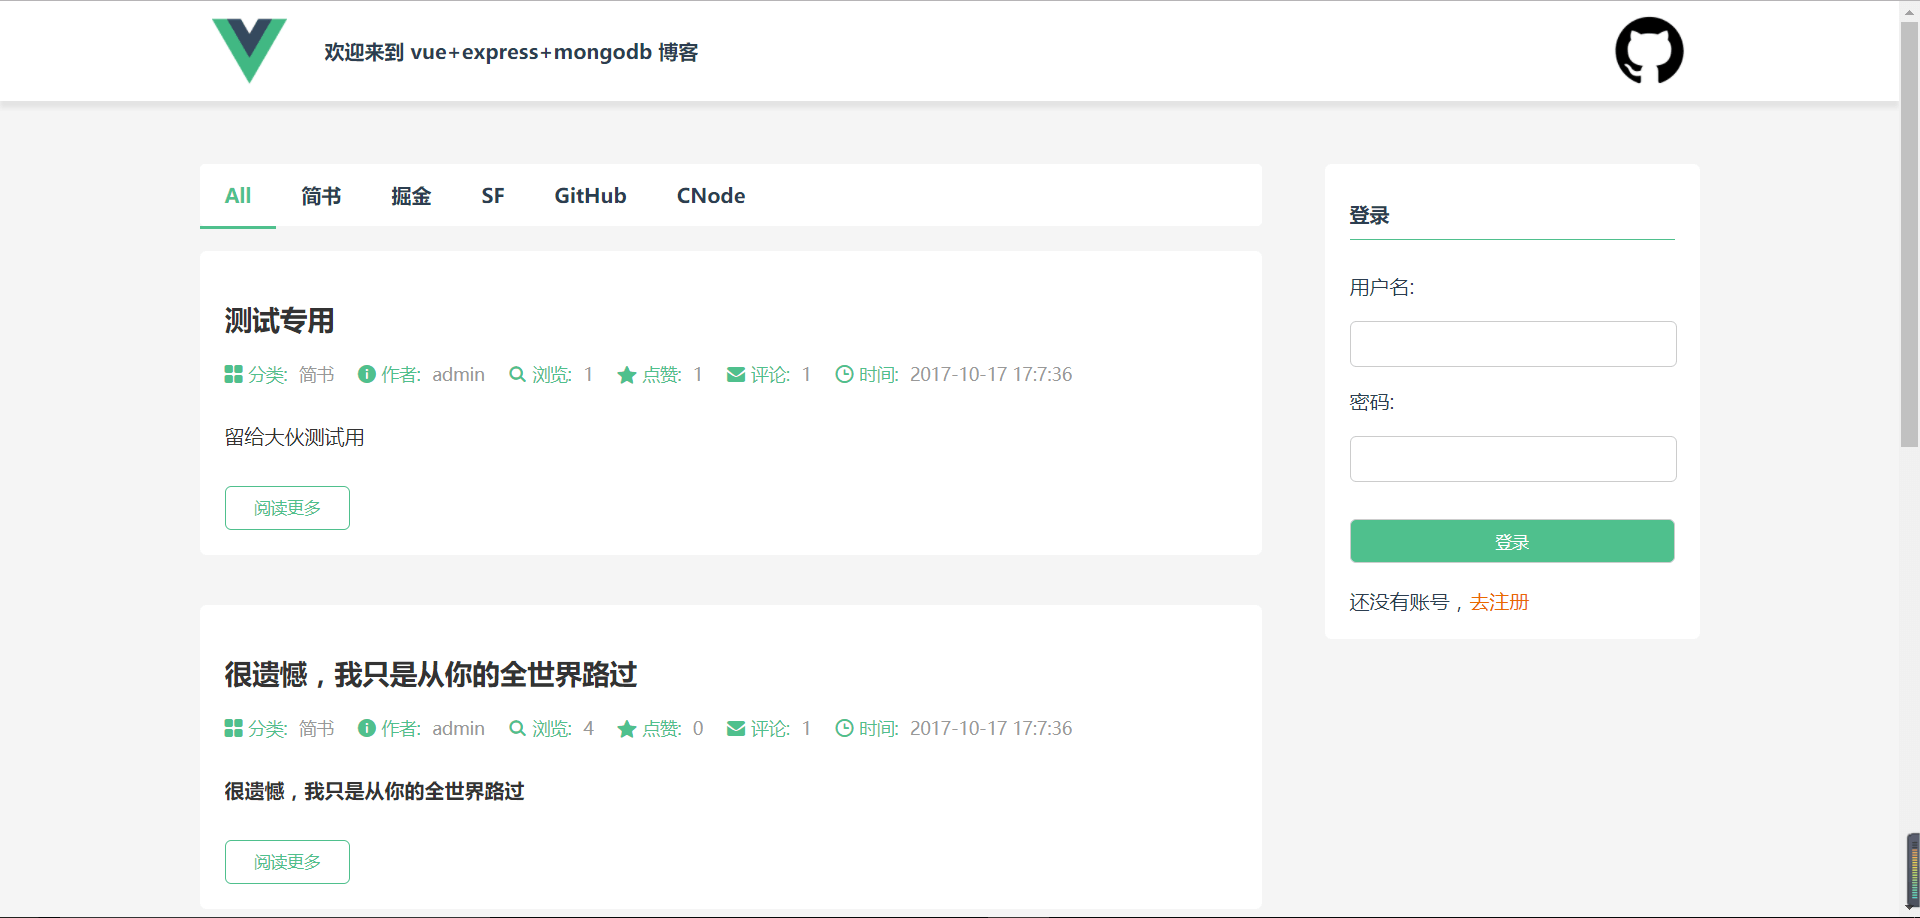 欢迎来到 vue+express+mongodb 博客
All 简书 掘金 SF GitHub CNode
测试专用
分类: 简书 作者: admin 浏览: 1 点赞: 1 评论: 1 时间: 2017-10-17 17:7:36
留给大伙测试用
阅读更多
很遗憾，我只是从你的全世界路过
分类: 简书 作者: admin 浏览: 4 点赞: 0 评论: 1 时间: 2017-10-17 17:7:36
很遗憾，我只是从你的全世界路过
阅读更多
登录
用户名:
密码:
登录
还没有账号，去注册